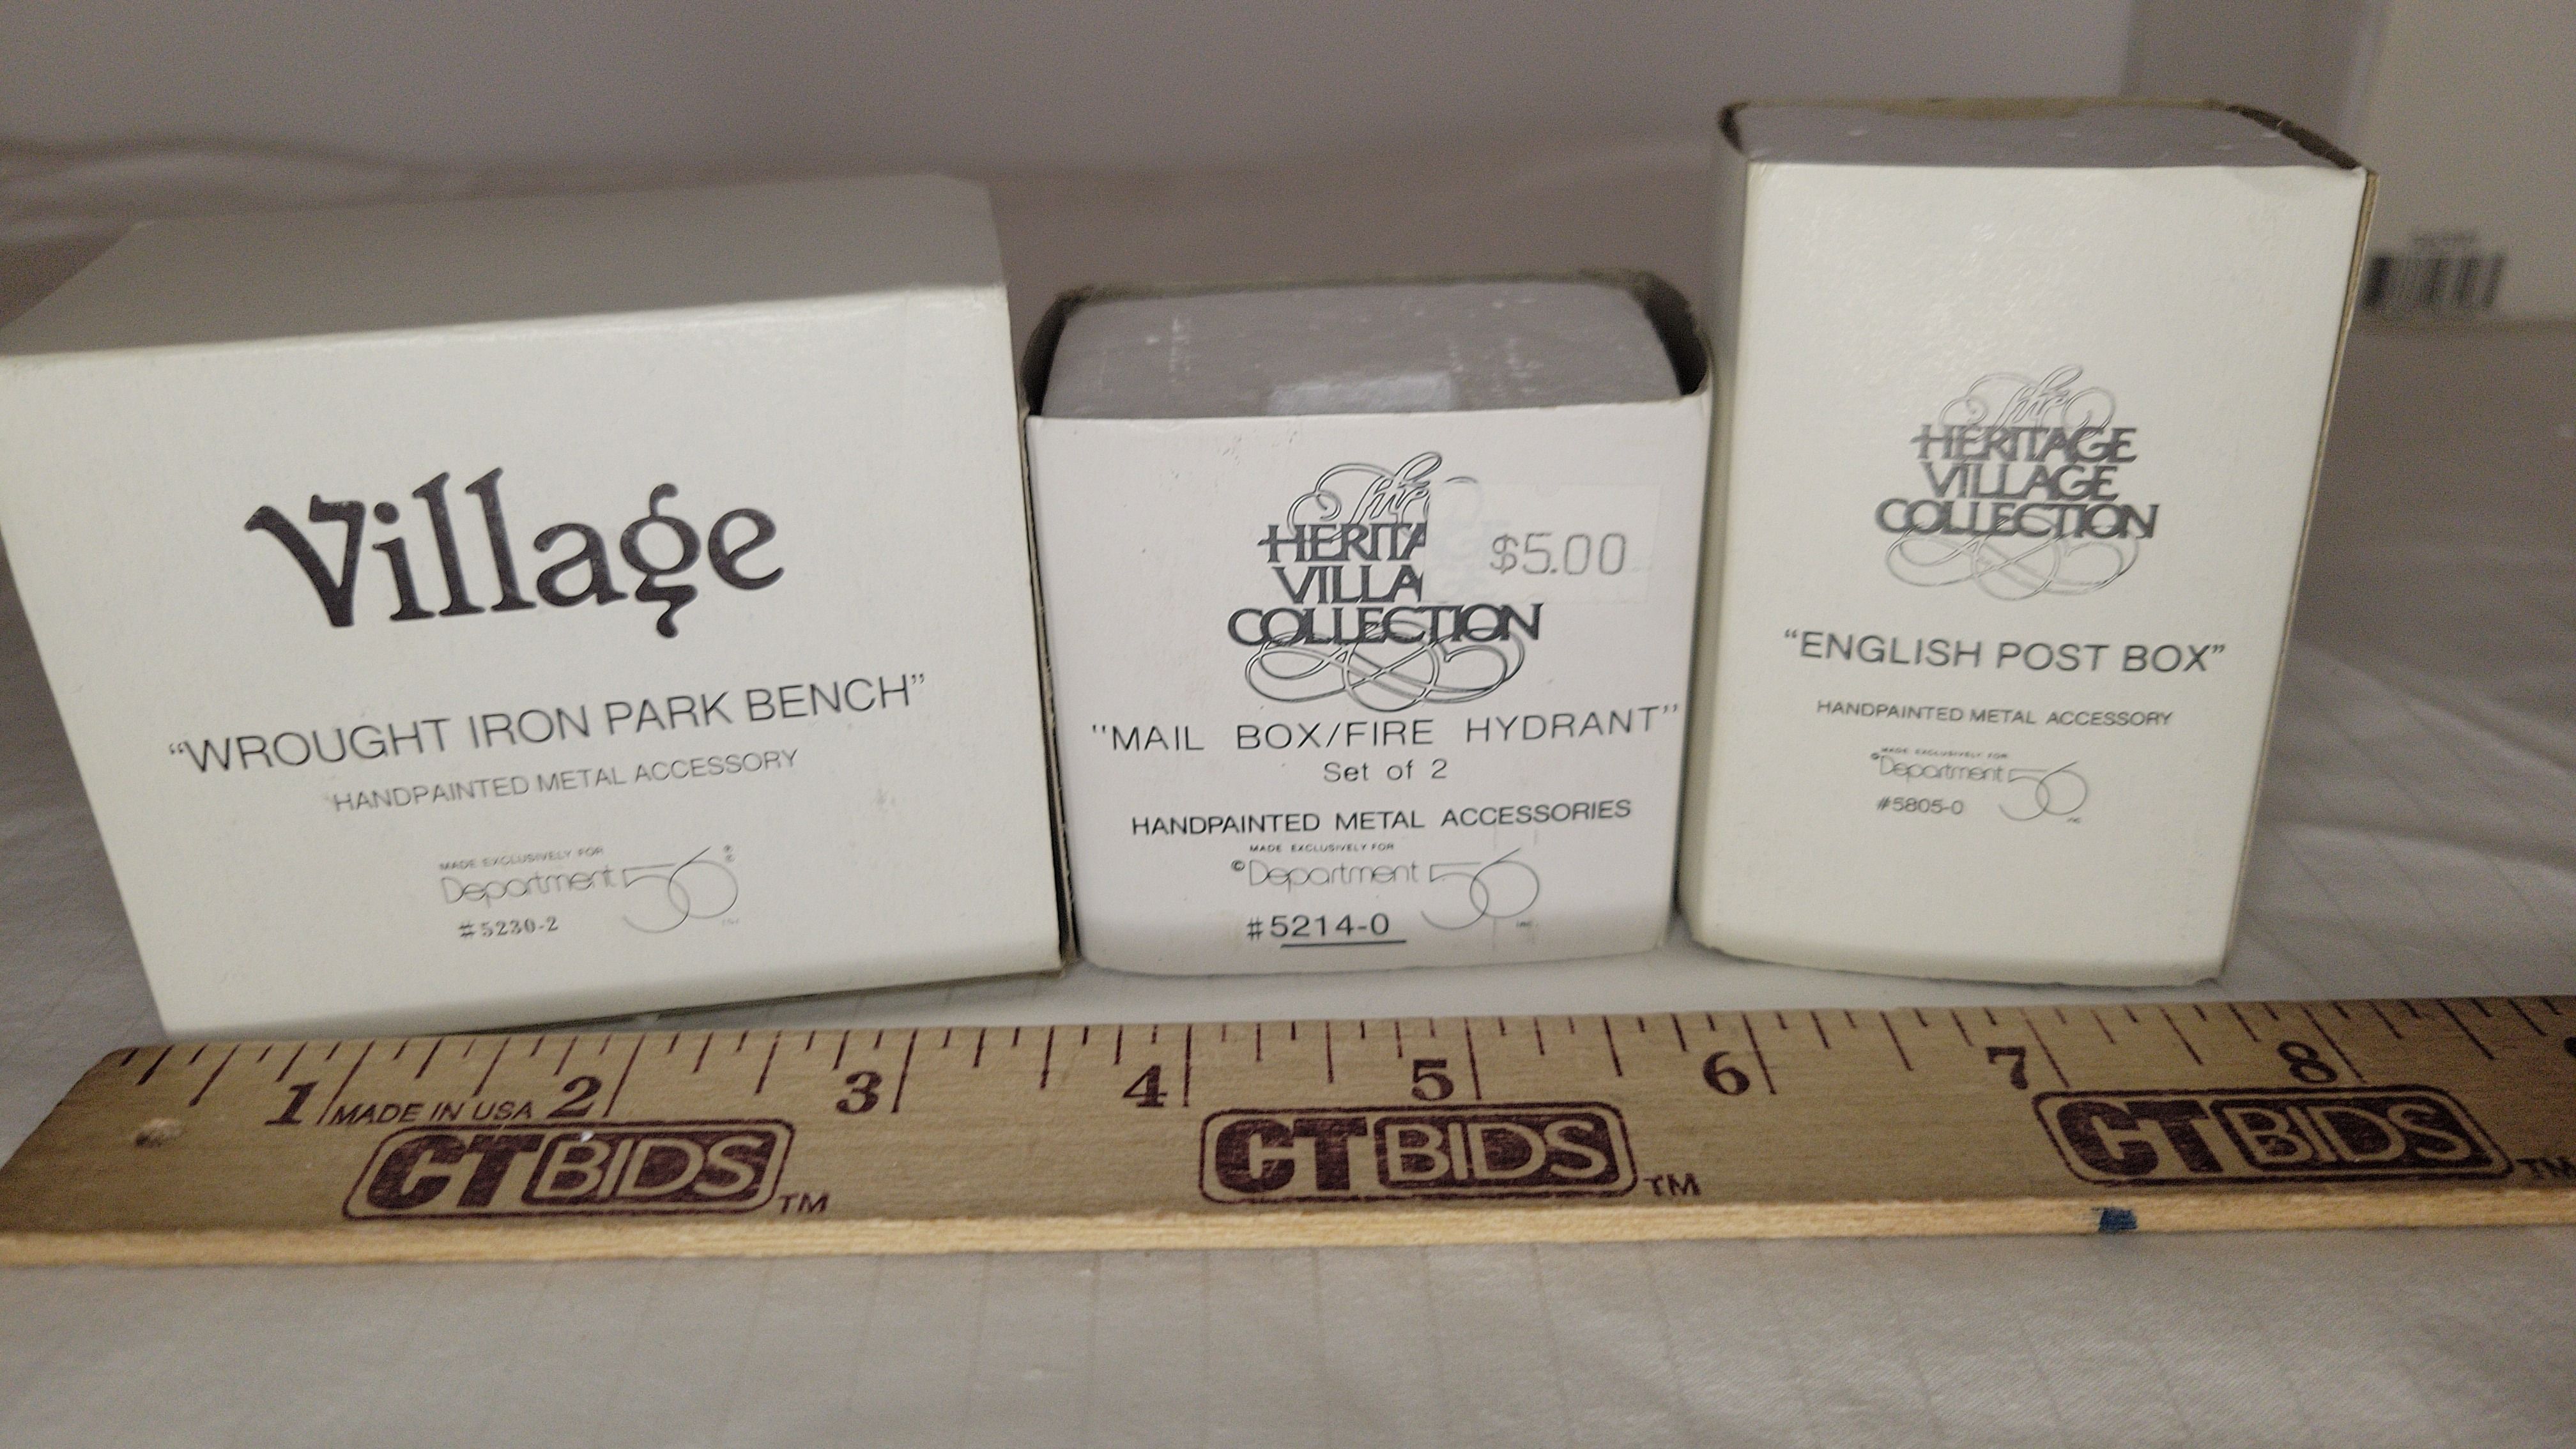 Village
"WROUGHT IRON PARK BENCH"
HANDPAINTED METAL ACCESSORY
MADE EXCLUSIVELY FOR
Department 56
#5230-2
The
HERITA
VILLA
COLLECTION
$5.00
"MAIL BOX/FIRE HYDRANT"
Set of 2
HANDPAINTED METAL ACCESSORIES
MADE EXCLUSIVELY FOR
©Department 56
#5214-0
The
HERITAGE
VILLAGE
COLLECTION
"ENGLISH POST BOX"
HANDPAINTED METAL ACCESSORY
MADE EXCLUSIVELY FOR
©Department 56
#5805-0
1 2 3 4 5 6 7 8
MADE IN USA
CTBIDS TM CTBIDS TM CTBIDS TM